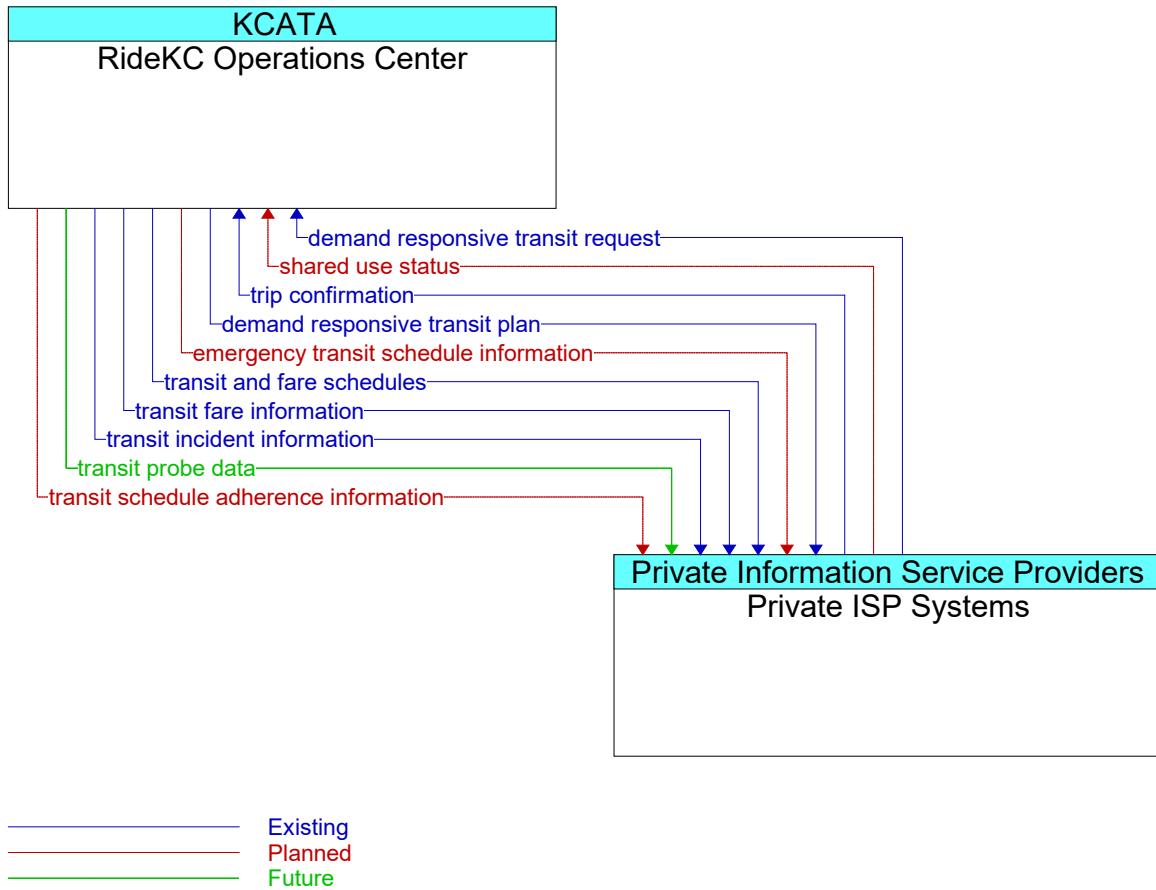 KCATA
RideKC Operations Center
demand responsive transit request
shared use status
trip confirmation
demand responsive transit plan
emergency transit schedule information
transit and fare schedules
transit fare information
transit incident information
transit probe data
transit schedule adherence information
Private Information Service Providers
Private ISP Systems
Existing
Planned
Future